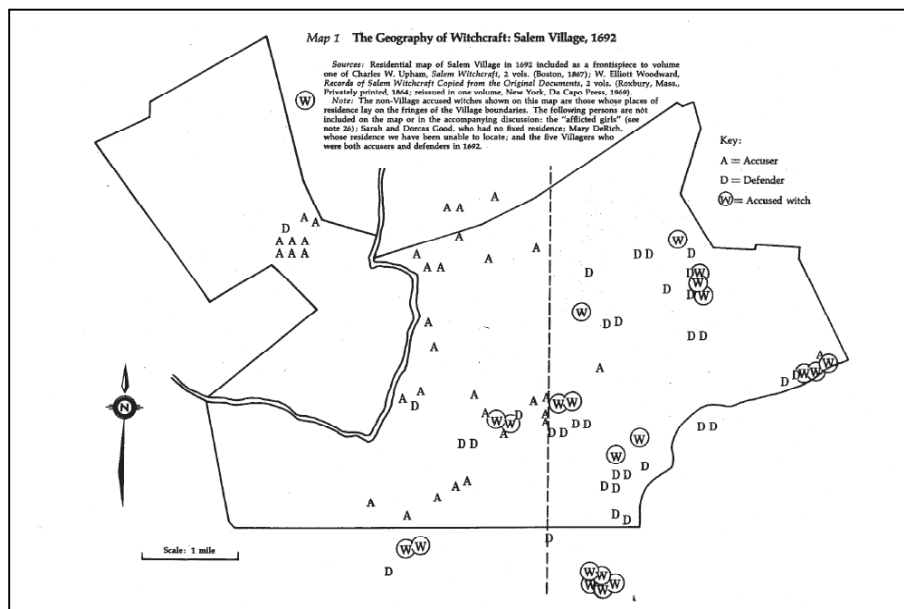 Map 1 The Geography of Witchcraft: Salem Village, 1692
Sources: Residential map of Salem Village in 1692 included as a frontispiece to volume
one of Charles W. Upham, Salem Witchcraft, 2 vols. (Boston, 1867); W. Elliott Woodward,
Records of Salem Witchcraft Copied from the Original Documents, 2 vols. (Roxbury, Mass.,
Privately printed, 1864; reissued in one volume, New York, Da Capo Press, 1969).
Note: The non-Village accused witches shown on this map are those whose places of
residence lay on the fringes of the Village boundaries. The following persons are not
included on the map or in the accompanying discussion: the "afflicted girls" (see
note 26); Sarah and Dorcas Good, who had no fixed residence; Mary DeRich,
whose residence we have been unable to locate; and the five Villagers who
were both accusers and defenders in 1692.
Key:
A = Accuser
D = Defender
W = Accused witch
W
A
A A
A A
D
A
A A A
W
A
A A A
A
D D
D
A
A A
D
D W
W
D
D W
W
A
D D
D D
A
A
W
A
D W W
D
A
A
A
A
A
W W
D
A
D
A
W W
A
D D
D D
A
D D
W
D D
W
D
D D
A
A
D D
A
A
A
D
D
D
W W
D
W W
W W W
N
Scale: 1 mile